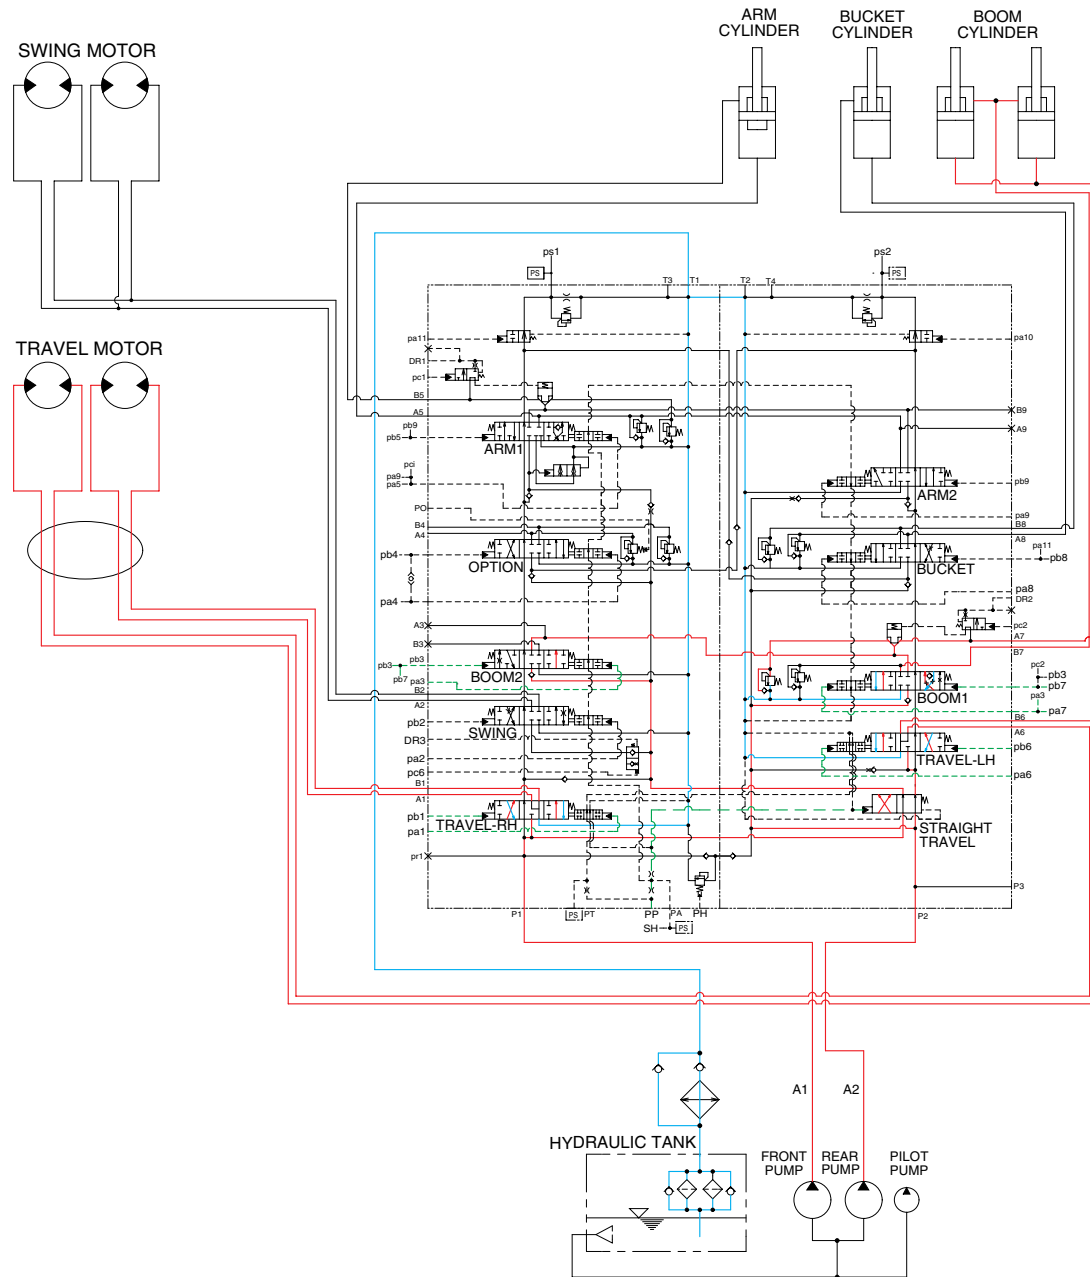 ARM
CYLINDER
BUCKET
CYLINDER
BOOM
CYLINDER
SWING MOTOR
TRAVEL MOTOR
ps1
PS
T3
T1
T2
T4
ps2
PS
pa11
DR1
pc1
B5
A5
pb9
pb5
ARM1
pci
pa9
pa5
PO
B4
A4
pb4
OPTION
pa4
A3
B3
pb3
pb3
pb7
pa3
BOOM2
B2
A2
pb2
SWING
DR3
pa2
pc6
B1
A1
pb1
TRAVEL-RH
pa1
pr1
pa10
B9
A9
ARM2
pb9
pa9
B8
A8
pa11
pb8
BUCKET
pa8
DR2
pc2
A7
B7
pc2
pb3
pb7
BOOM1
pa3
pa7
B6
A6
TRAVEL-LH
pb6
pa6
STRAIGHT
TRAVEL
P3
P1
PS
PT
PP
PA
PH
P2
SH
PS
A1
A2
HYDRAULIC TANK
FRONT
PUMP
REAR
PUMP
PILOT
PUMP